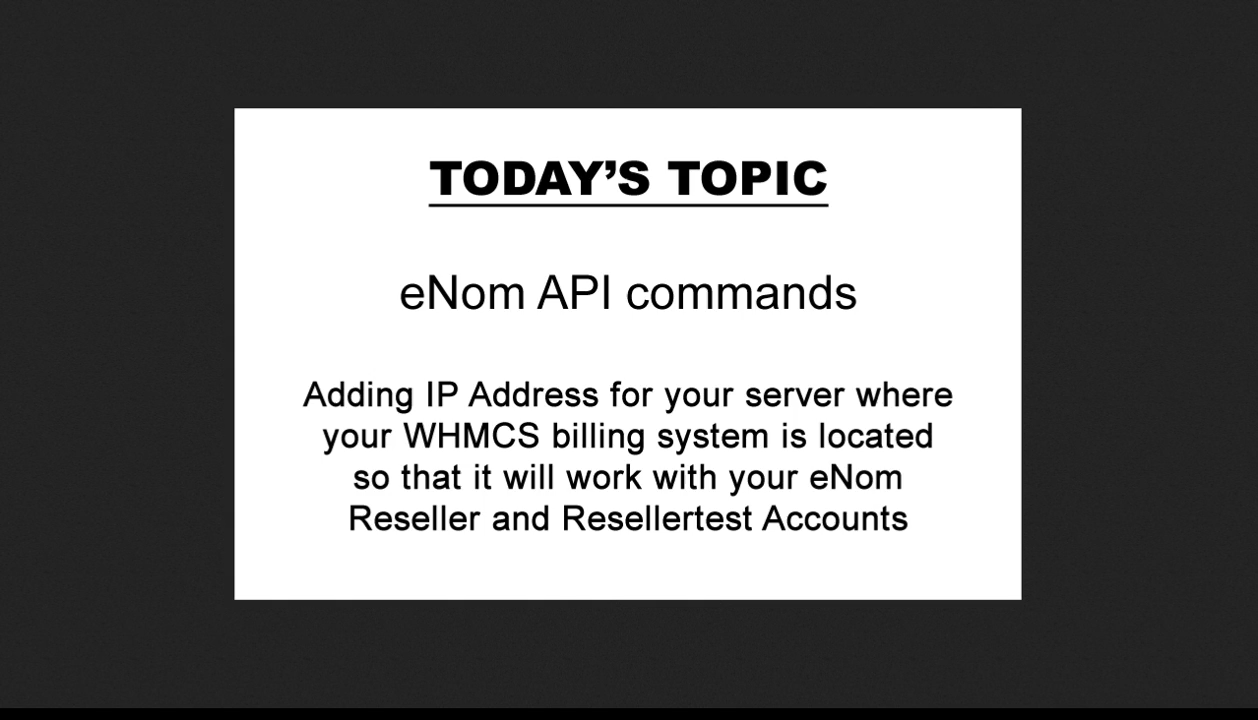 TODAY’S TOPIC
eNom API commands
Adding IP Address for your server where
your WHMCS billing system is located
so that it will work with your eNom
Reseller and Resellertest Accounts